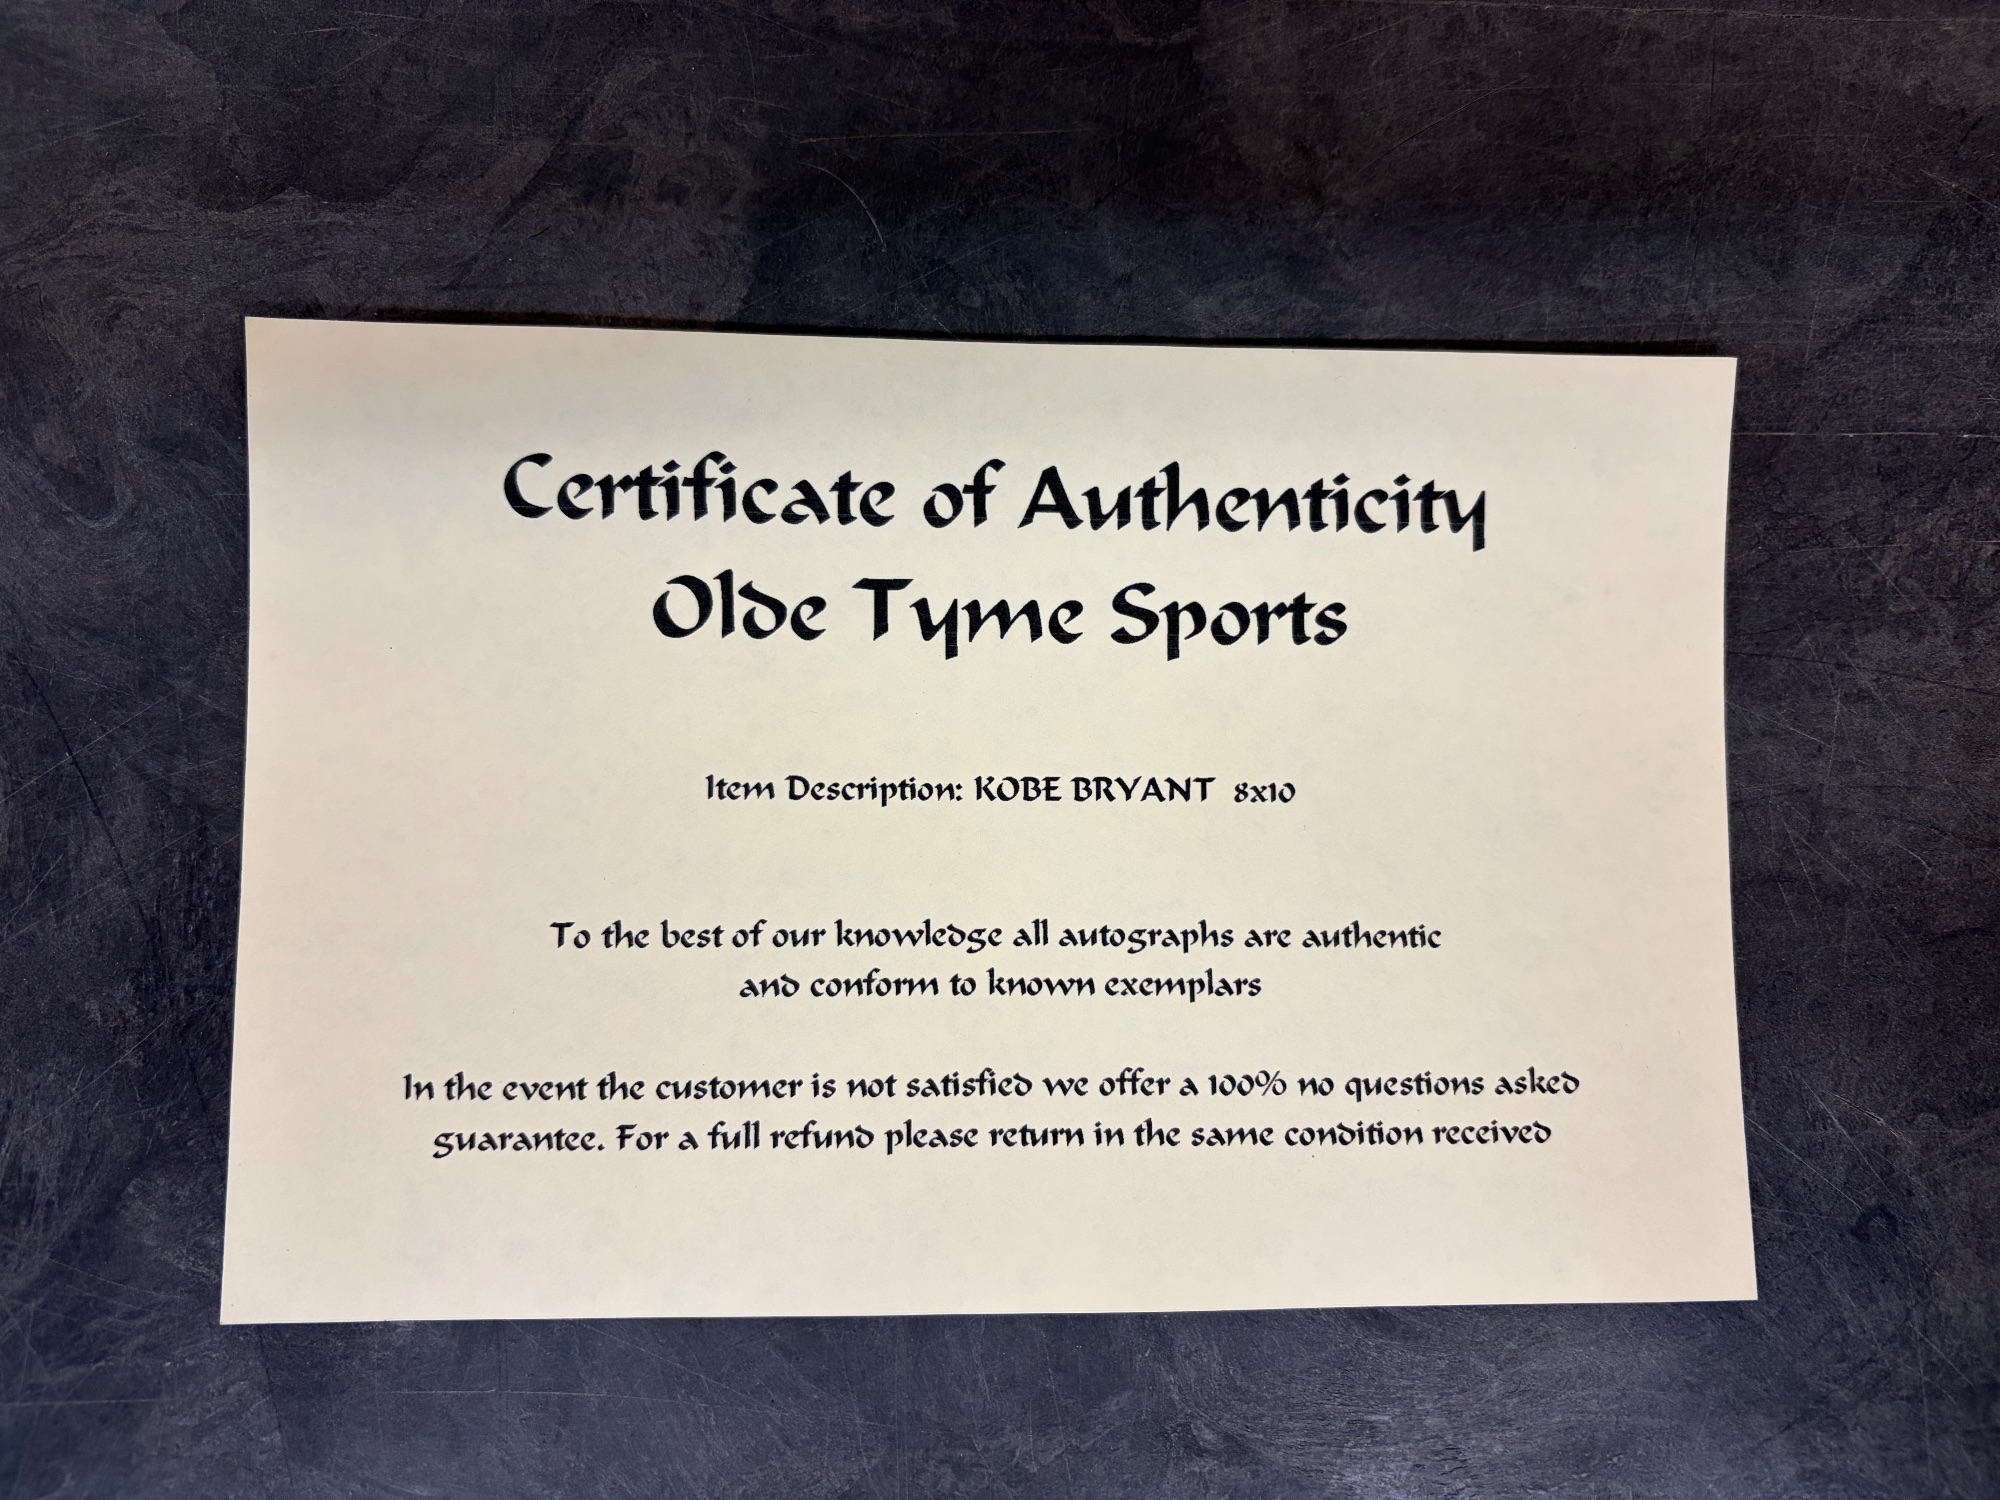 Certificate of Authenticity
Olde Tyme Sports
Item Description: KOBE BRYANT 8x10
To the best of our knowledge all autographs are authentic
and conform to known exemplars
In the event the customer is not satisfied we offer a 100% no questions asked
guarantee. For a full refund please return in the same condition received